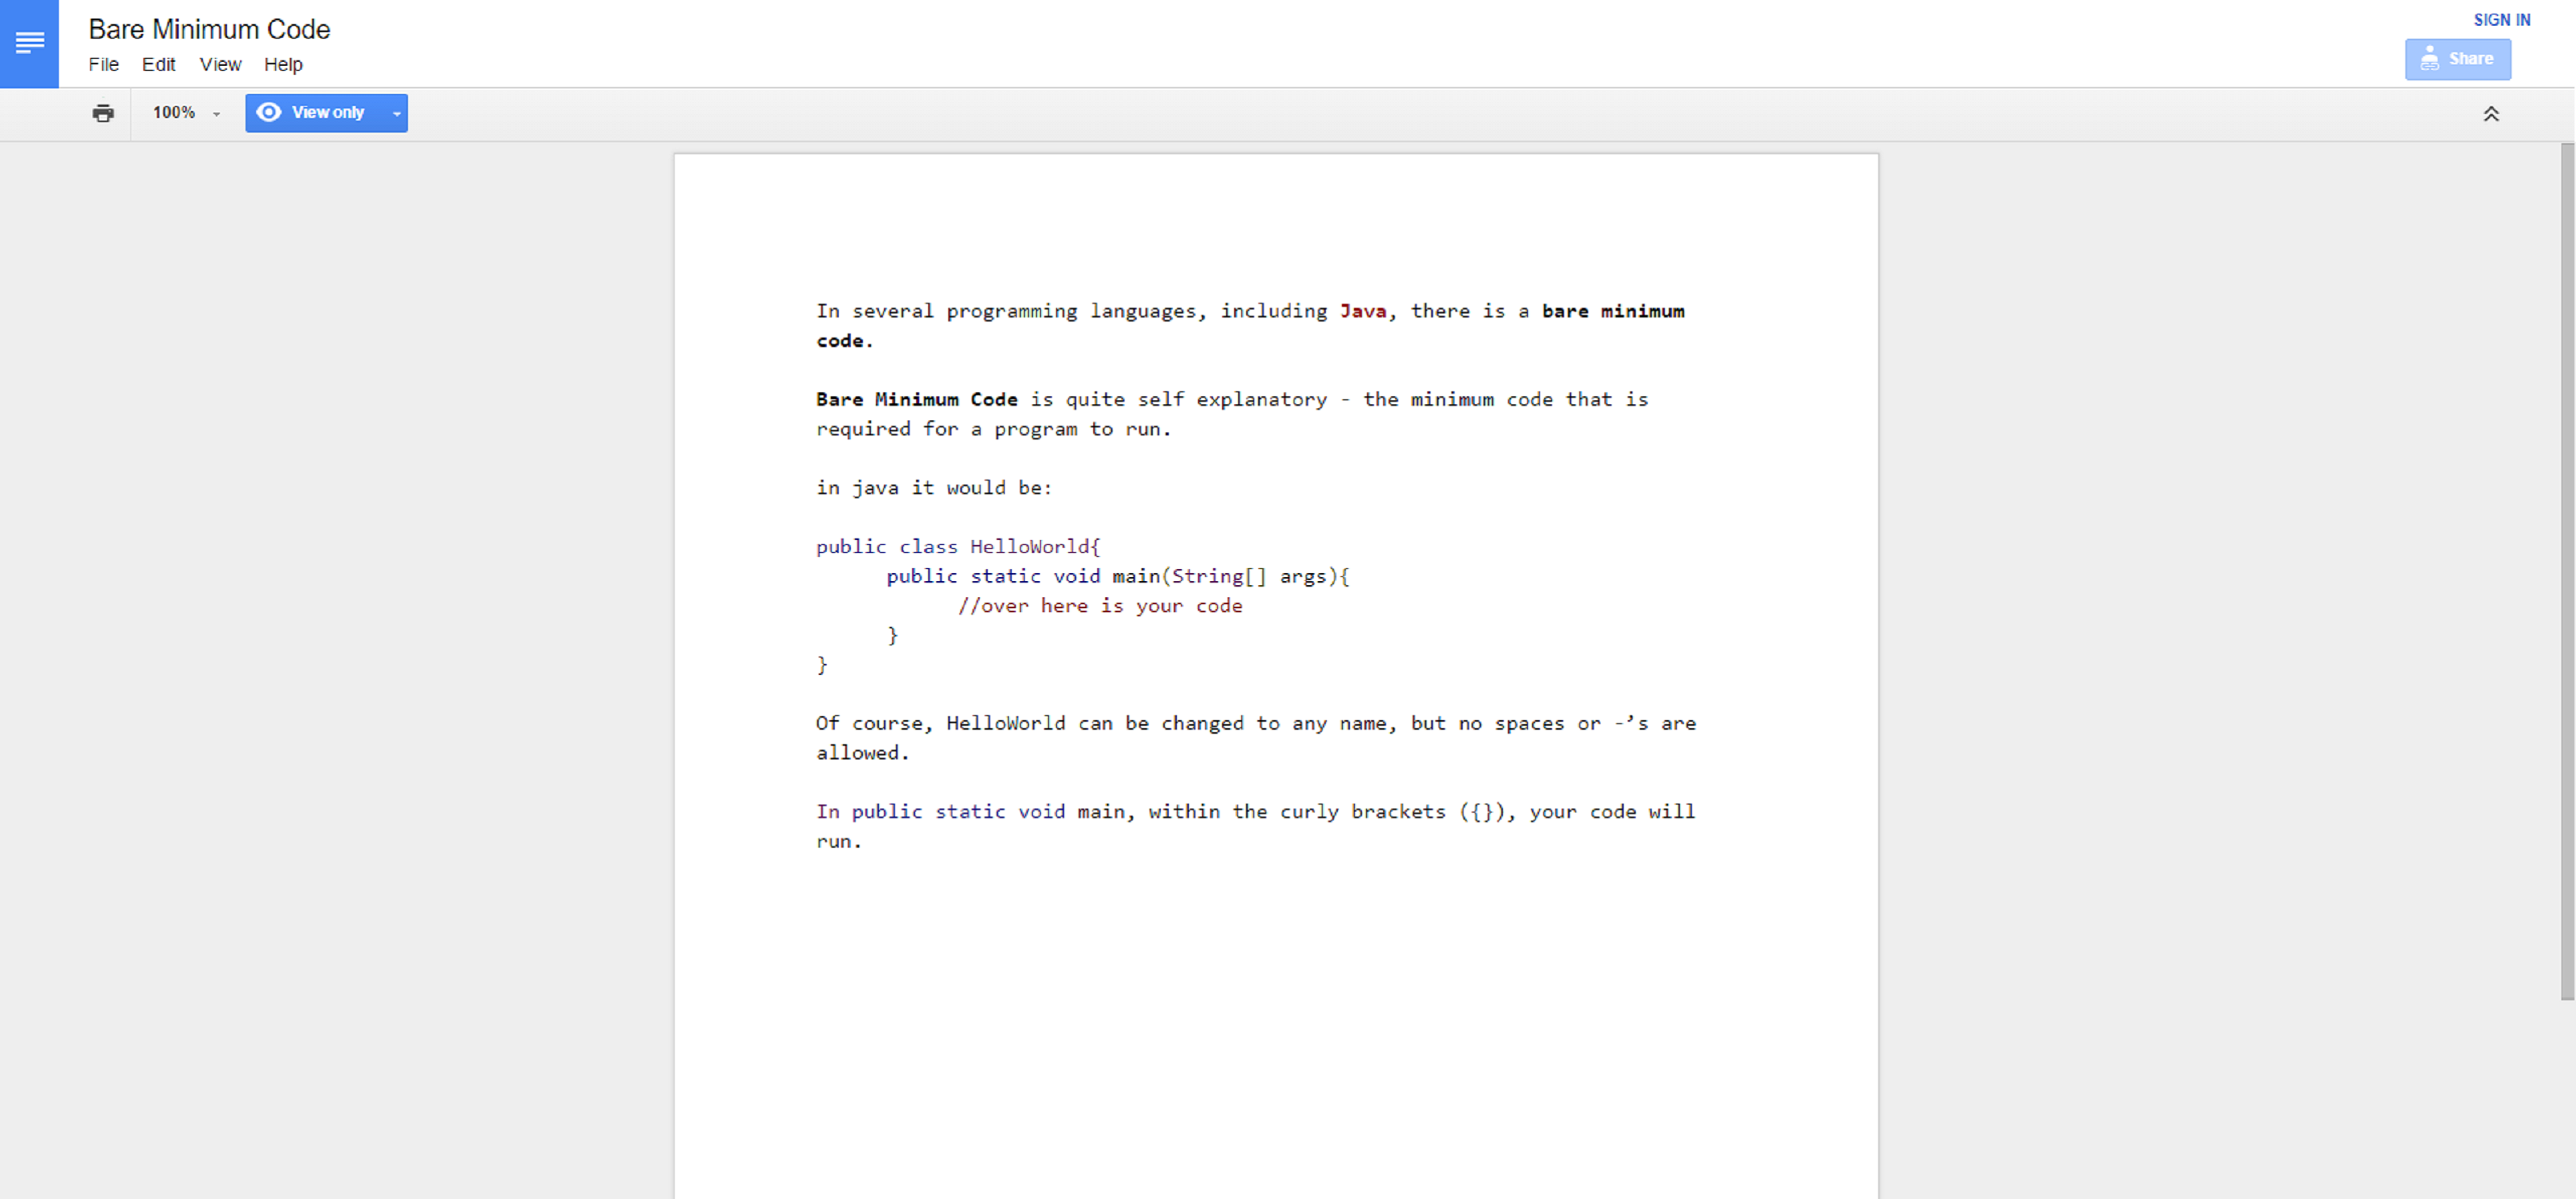 Bare Minimum Code
SIGN IN
File Edit View Help
Share
100% View only
In several programming languages, including Java, there is a bare minimum
code.
Bare Minimum Code is quite self explanatory - the minimum code that is
required for a program to run.
in java it would be:
public class HelloWorld{
public static void main(String[] args){
//over here is your code
}
}
Of course, HelloWorld can be changed to any name, but no spaces or -’s are
allowed.
In public static void main, within the curly brackets ({}), your code will
run.